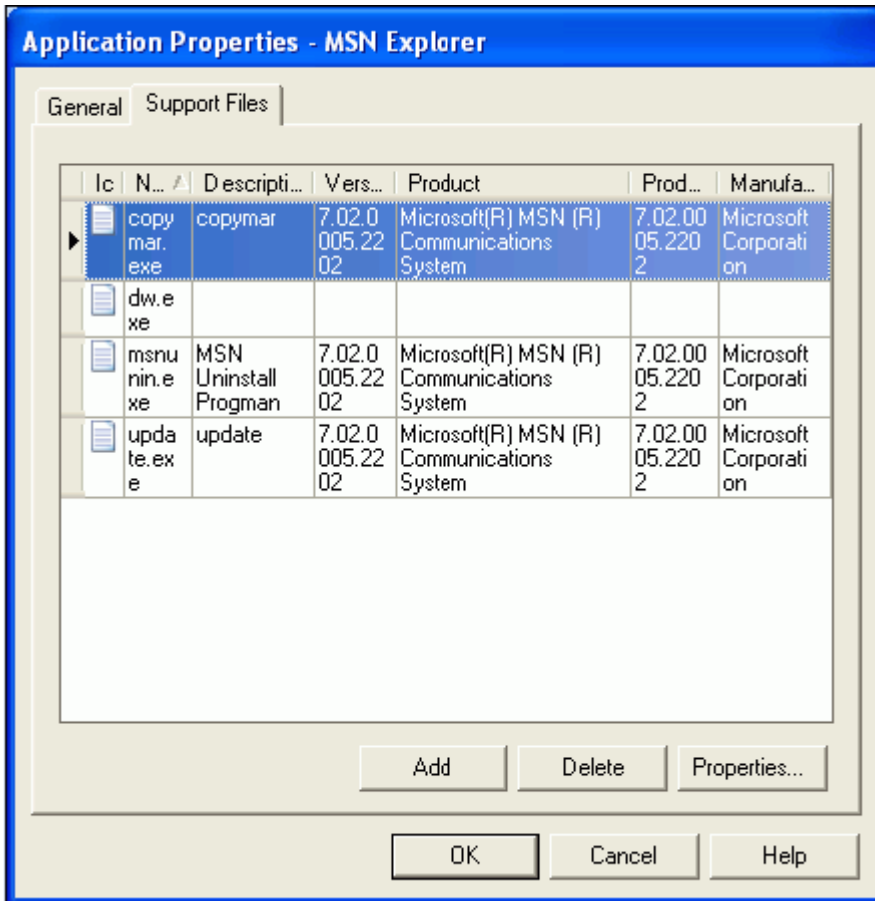 Application Properties - MSN Explorer
General Support Files
Ic N... Descripti... Vers... Product Prod... Manufa...
copy copymar 7.02.0 Microsoft(R) MSN (R) 7.02.00 Microsoft
mar. 005.22 Communications 05.220 Corporati
exe 02 System 2 on
dw.e
xe
msnu MSN 7.02.0 Microsoft(R) MSN (R) 7.02.00 Microsoft
nin.e Uninstall 005.22 Communications 05.220 Corporati
xe Progman 02 System 2 on
upda update 7.02.0 Microsoft(R) MSN (R) 7.02.00 Microsoft
te.ex 005.22 Communications 05.220 Corporati
e 02 System 2 on
Add Delete Properties...
OK Cancel Help